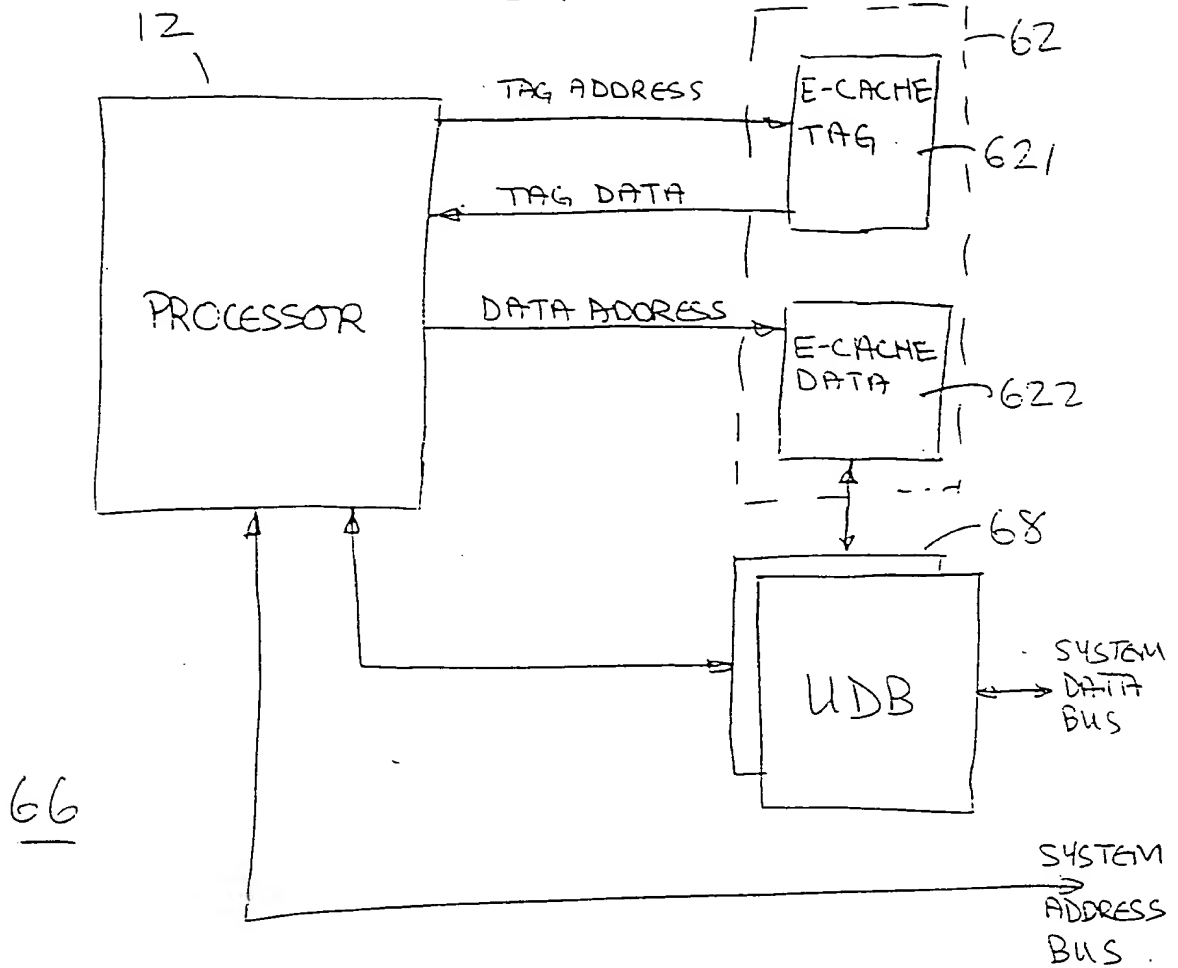 12
62
TAG ADDRESS
E-CACHE
TAG
621
TAG DATA
PROCESSOR
DATA ADDRESS
E-CACHE
DATA
622
68
UDB
SYSTEM
DATA
BUS
66
SYSTEM
ADDRESS
BUS